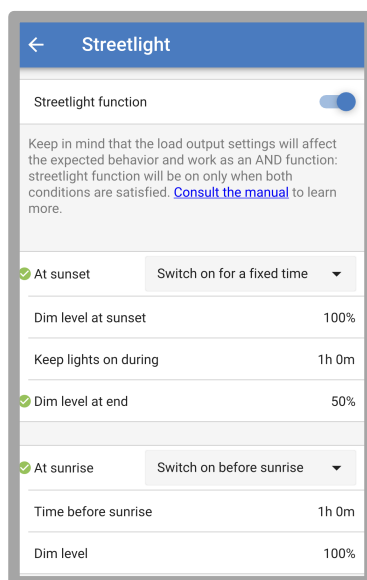 Streetlight
Streetlight function
Keep in mind that the load output settings will affect
the expected behavior and work as an AND function:
streetlight function will be on only when both
conditions are satisfied. Consult the manual to learn
more.
At sunset Switch on for a fixed time
Dim level at sunset 100%
Keep lights on during 1h 0m
Dim level at end 50%
At sunrise Switch on before sunrise
Time before sunrise 1h 0m
Dim level 100%